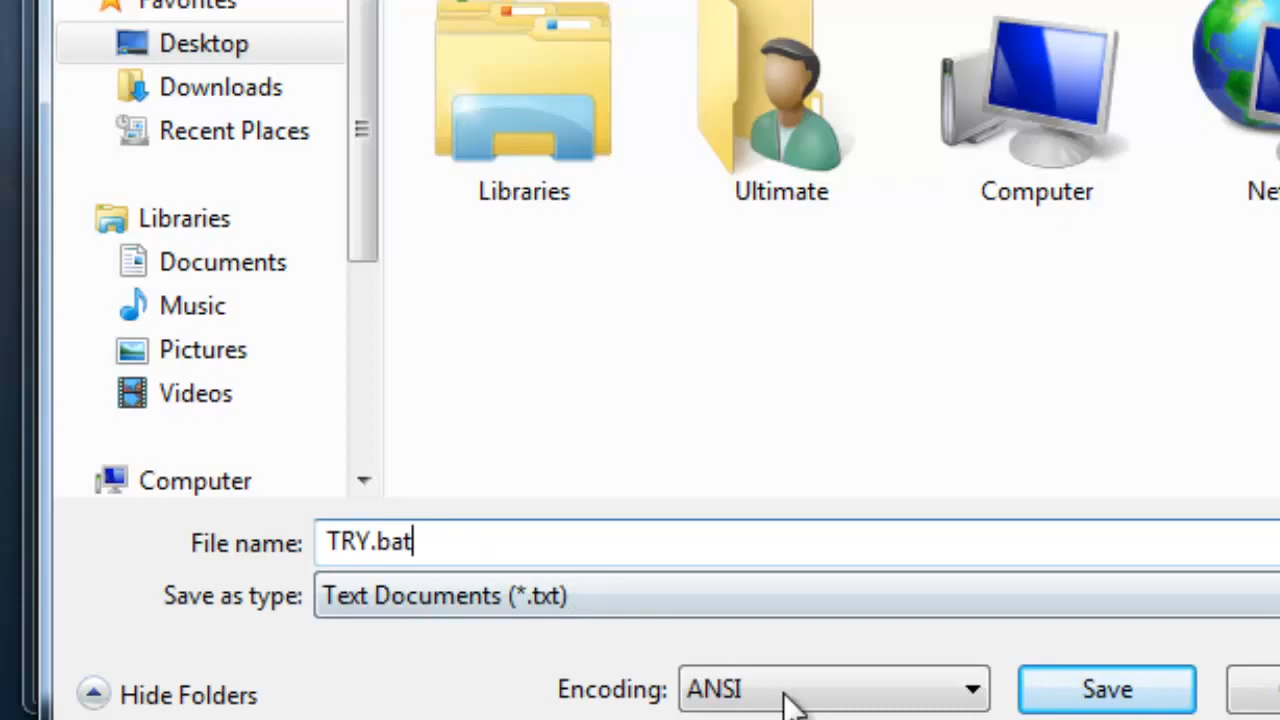 Favorites
Desktop
Downloads
Recent Places
Libraries
Documents
Music
Pictures
Videos
Computer
Libraries
Ultimate
Computer
File name:
TRY.bat
Save as type:
Text Documents (*.txt)
Hide Folders
Encoding:
ANSI
Save